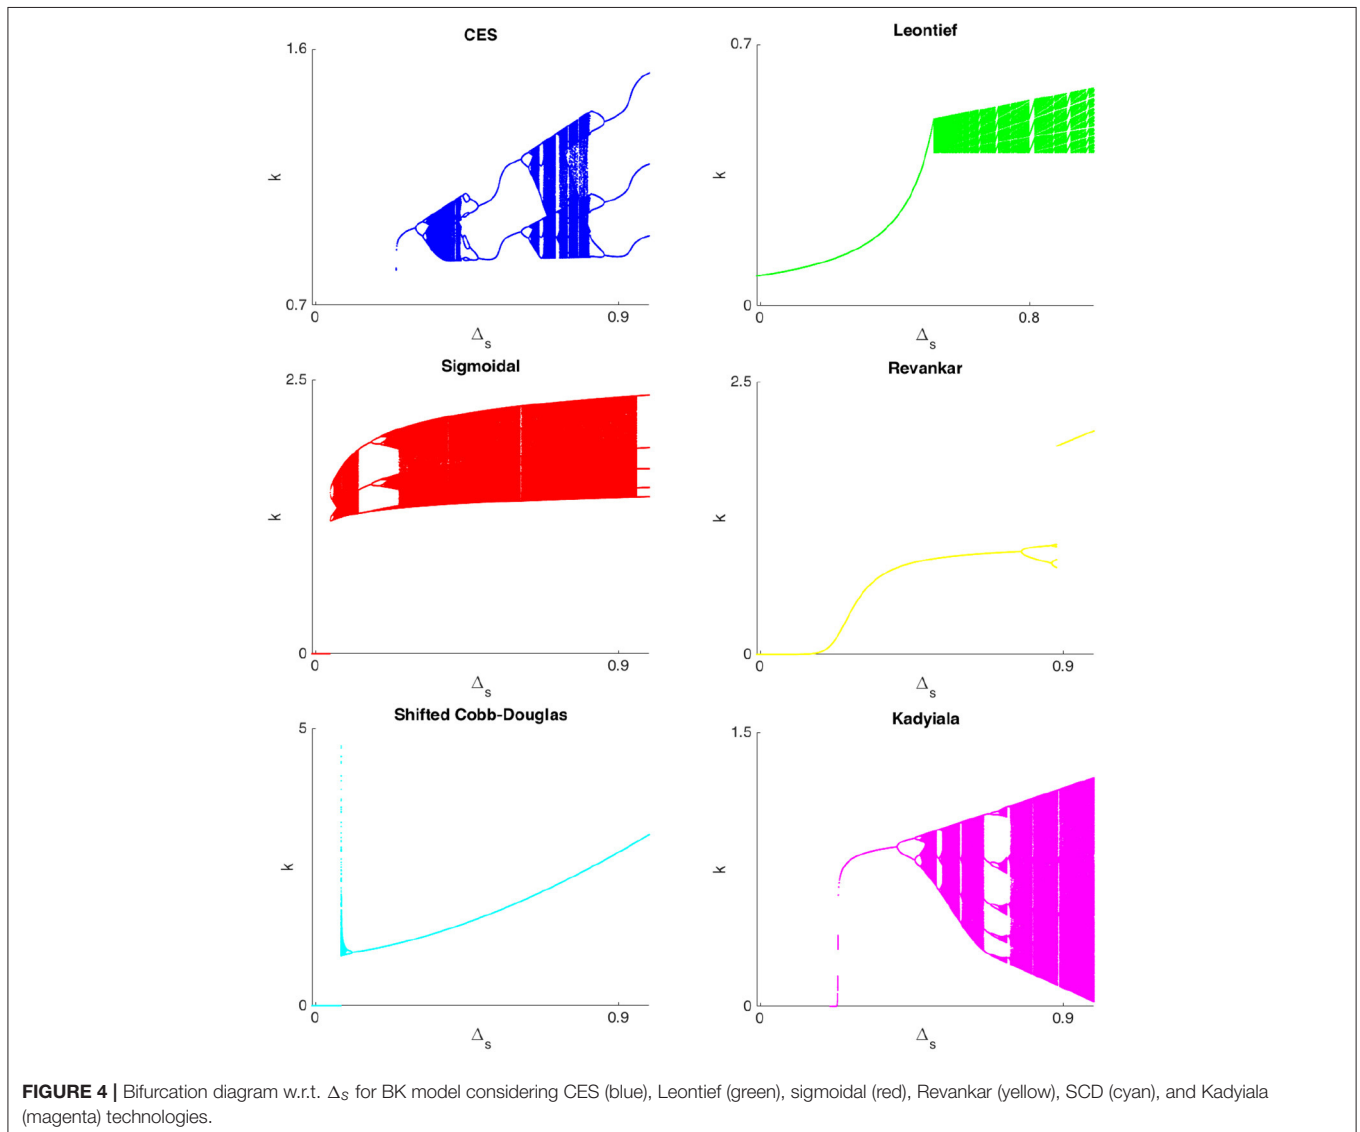 CES
1.6
k
0.7
0
0.9
Δs
Leontief
0.7
k
0
0
0.8
Δs
Sigmoidal
2.5
k
0
0
0.9
Δs
Revankar
2.5
k
0
0
0.9
Δs
Shifted Cobb-Douglas
5
k
0
0
0.9
Δs
Kadyiala
1.5
k
0
0
0.9
Δs
FIGURE 4 | Bifurcation diagram w.r.t. ΔS for BK model considering CES (blue), Leontief (green), sigmoidal (red), Revankar (yellow), SCD (cyan), and Kadyiala
(magenta) technologies.